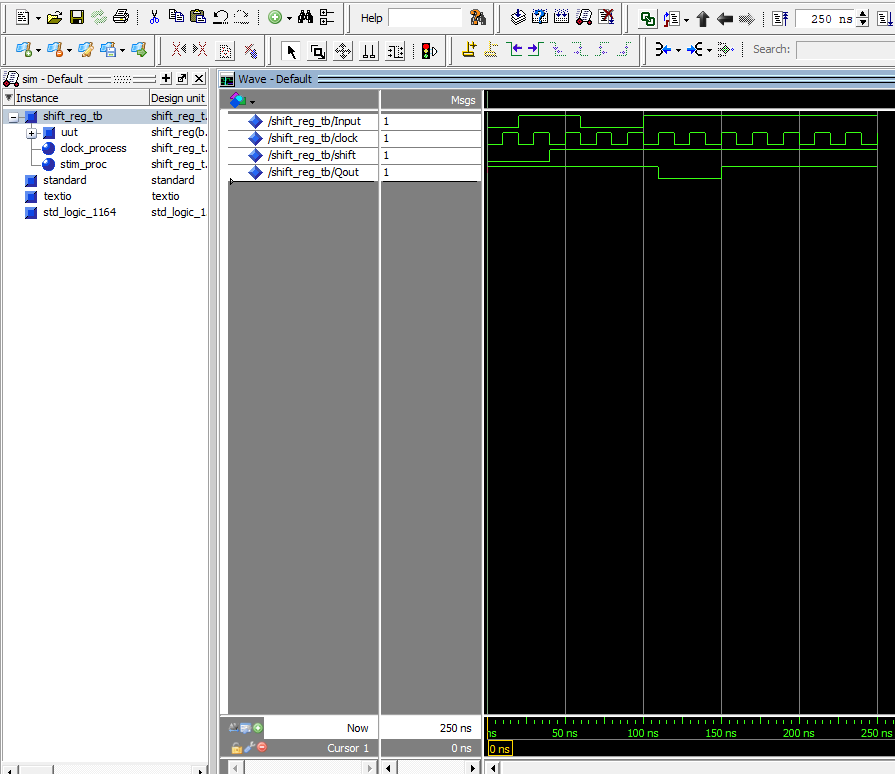 Help
250 ns
Search:
sim - Default
Wave - Default
Instance
Design unit
Msgs
shift_reg_tb
shift_reg_t.
uut
shift_reg(b.
clock_process
shift_reg_t.
stim_proc
shift_reg_t.
standard
standard
textio
textio
std_logic_1164
std_logic_1
/shift_reg_tb/Input
1
/shift_reg_tb/clock
1
/shift_reg_tb/shift
1
/shift_reg_tb/Qout
1
Now
250 ns
ns
50 ns
100 ns
150 ns
200 ns
250 ns
Cursor 1
0 ns
0 ns